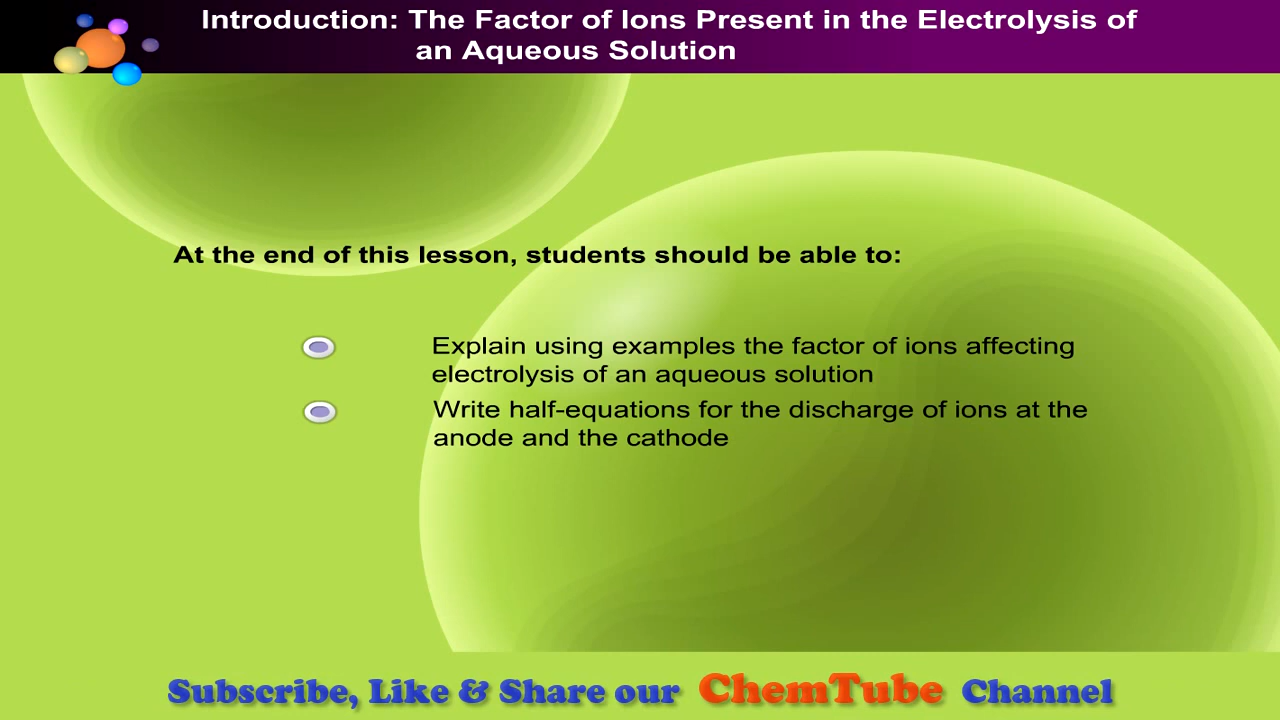 Introduction: The Factor of Ions Present in the Electrolysis of
an Aqueous Solution
At the end of this lesson, students should be able to:
Explain using examples the factor of ions affecting
electrolysis of an aqueous solution
Write half-equations for the discharge of ions at the
anode and the cathode
Subscribe, Like & Share our ChemTube Channel